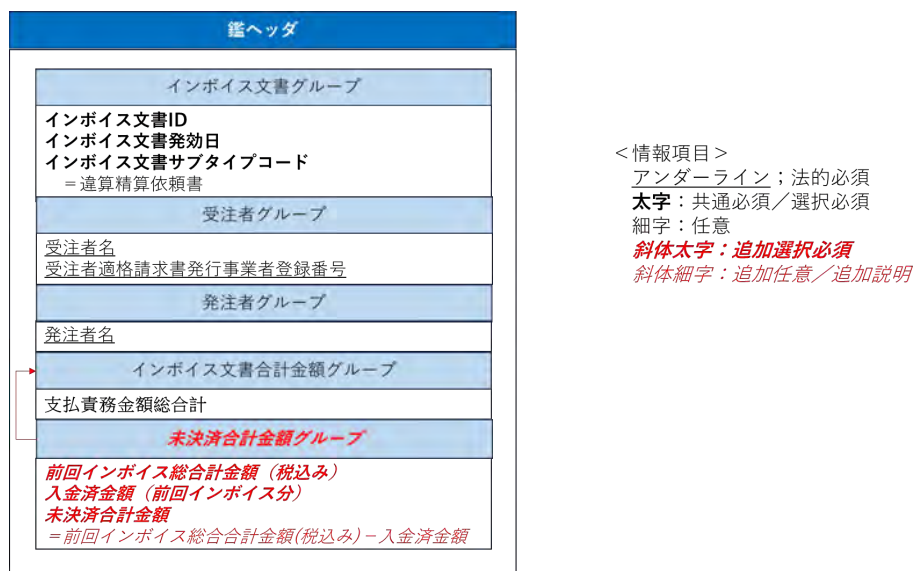 鑑ヘッダ
インボイス文書グループ
インボイス文書ID
インボイス文書発効日
インボイス文書サブタイプコード
＝違算精算依頼書
受注者グループ
受注者名
受注者適格請求書発行事業者登録番号
発注者グループ
発注者名
インボイス文書合計金額グループ
支払責務金額総合計
未決済合計金額グループ
前回インボイス総合計金額（税込み）
入金済金額（前回インボイス分）
未決済合計金額
＝前回インボイス総合合計金額(税込み)－入金済金額
＜情報項目＞
アンダーライン；法的必須
太字：共通必須／選択必須
細字：任意
斜体太字：追加選択必須
斜体細字：追加任意／追加説明